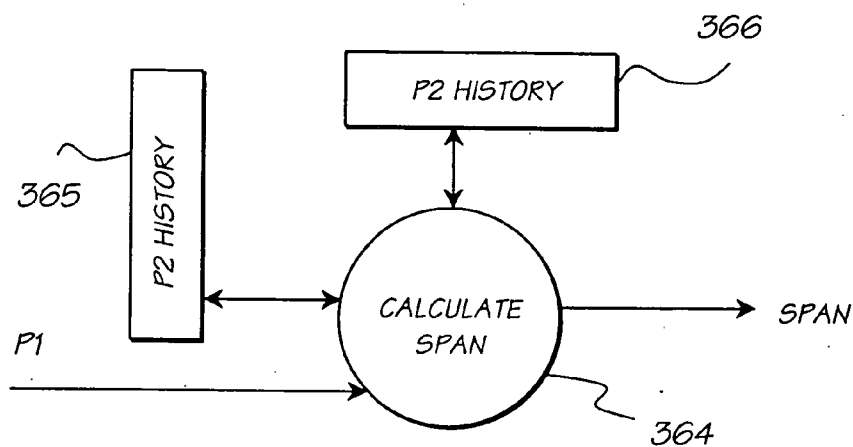 366
P2 HISTORY
365
P2 HISTORY
CALCULATE
SPAN
SPAN
P1
364